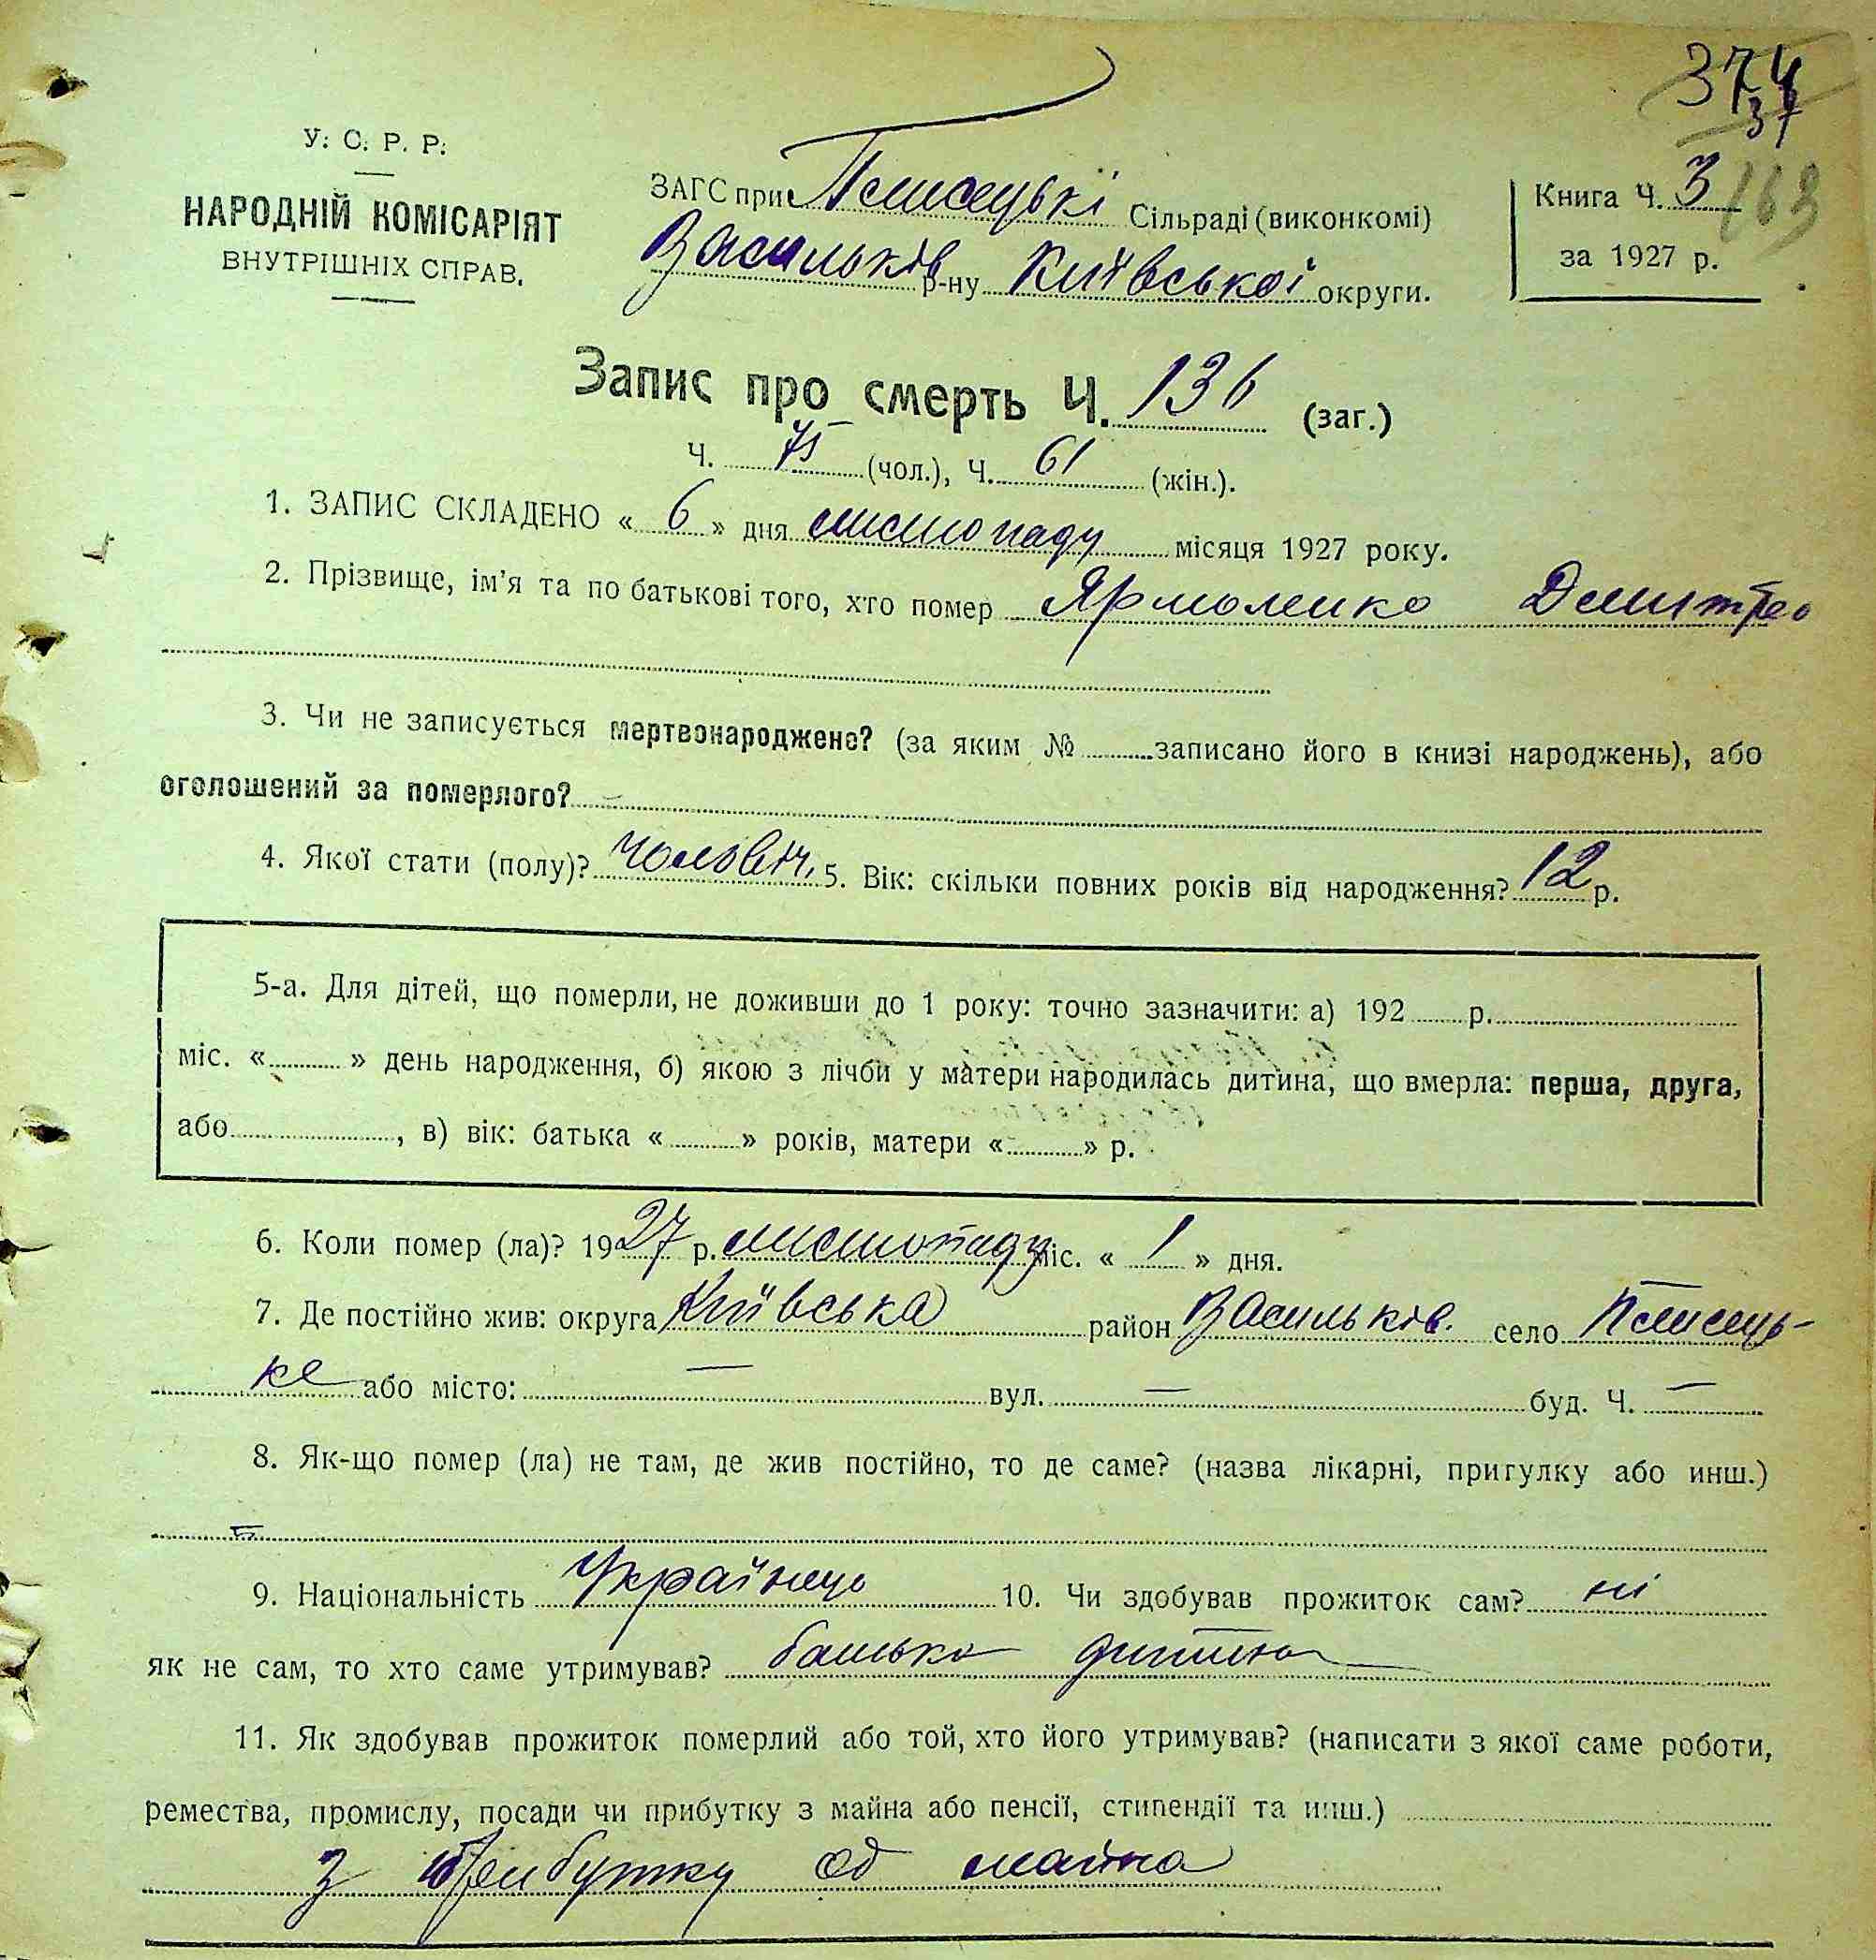 374
37
У. С. Р. Р.
НАРОДНІЙ КОМІСАРІЯТ
ВНУТРІШНІХ СПРАВ.
ЗАГС при Плисецькі Сільраді (виконкомі)
Васильків р-ну Київської округи.
Книга Ч. 3
163
за 1927 р.
Запис про смерть Ч. 136 (заг.)
Ч. 75 (чол.), Ч. 61 (жін.).
1. ЗАПИС СКЛАДЕНО « 6 » дня листопаду місяця 1927 року.
2. Прізвище, ім'я та по батькові того, хто помер Ярмоленко Дмитро
3. Чи не записується мертвонароджене? (за яким № записано його в книзі народжень), або
оголошений за померлого? —
4. Якої стати (полу)? чоловіч. 5. Вік: скільки повних років від народження? 12 р.
5-а. Для дітей, що померли, не доживши до 1 року: точно зазначити: а) 192 р.
міс. « » день народження, б) якою з лічби у матери народилась дитина, що вмерла: перша, друга,
або , в) вік: батька « » років, матери « » р.
6. Коли помер (ла)? 1927 р. листопаду міс. « 1 » дня.
7. Де постійно жив: округа Київська район Васильків. село Плисець-
ке або місто: — вул. — буд. Ч. —
8. Як-що помер (ла) не там, де жив постійно, то де саме? (назва лікарні, пригулку або инш.)
9. Національність Українець 10. Чи здобував прожиток сам? ні
як не сам, то хто саме утримував? батько дитина
11. Як здобував прожиток померлий або той, хто його утримував? (написати з якої саме роботи,
ремества, промислу, посади чи прибутку з майна або пенсії, стипендії та инш.)
з прибутку од майна